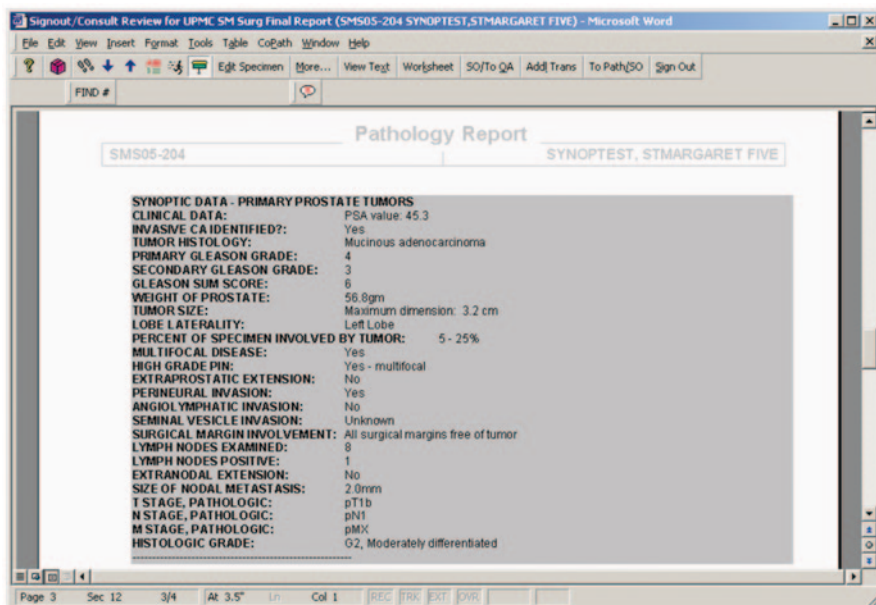 Signout/Consult Review for UPMC SM Surg Final Report (SMS05-204 SYNOPTEST,STMARGARET FIVE) - Microsoft Word
File Edit View Insert Format Tools Table CoPath Window Help
Edit Specimen More... View Text Worksheet SO/To QA Addl Trans To Path/SO Sign Out
FIND #
Pathology Report
SMS05-204 SYNOPTEST, STMARGARET FIVE
SYNOPTIC DATA - PRIMARY PROSTATE TUMORS
CLINICAL DATA: PSA value: 45.3
INVASIVE CA IDENTIFIED?: Yes
TUMOR HISTOLOGY: Mucinous adenocarcinoma
PRIMARY GLEASON GRADE: 4
SECONDARY GLEASON GRADE: 3
GLEASON SUM SCORE: 6
WEIGHT OF PROSTATE: 56.8gm
TUMOR SIZE: Maximum dimension: 3.2 cm
LOBE LATERALITY: Left Lobe
PERCENT OF SPECIMEN INVOLVED BY TUMOR: 5 - 25%
MULTIFOCAL DISEASE: Yes
HIGH GRADE PIN: Yes - multifocal
EXTRAPROSTATIC EXTENSION: No
PERINEURAL INVASION: Yes
ANGIOLYMPHATIC INVASION: No
SEMINAL VESICLE INVASION: Unknown
SURGICAL MARGIN INVOLVEMENT: All surgical margins free of tumor
LYMPH NODES EXAMINED: 8
LYMPH NODES POSITIVE: 1
EXTRANODAL EXTENSION: No
SIZE OF NODAL METASTASIS: 2.0mm
T STAGE, PATHOLOGIC: pT1b
N STAGE, PATHOLOGIC: pN1
M STAGE, PATHOLOGIC: pMX
HISTOLOGIC GRADE: G2, Moderately differentiated
Page 3 Sec 12 3/4 At 3.5" Ln Col 1 REC TRK EXT OVR